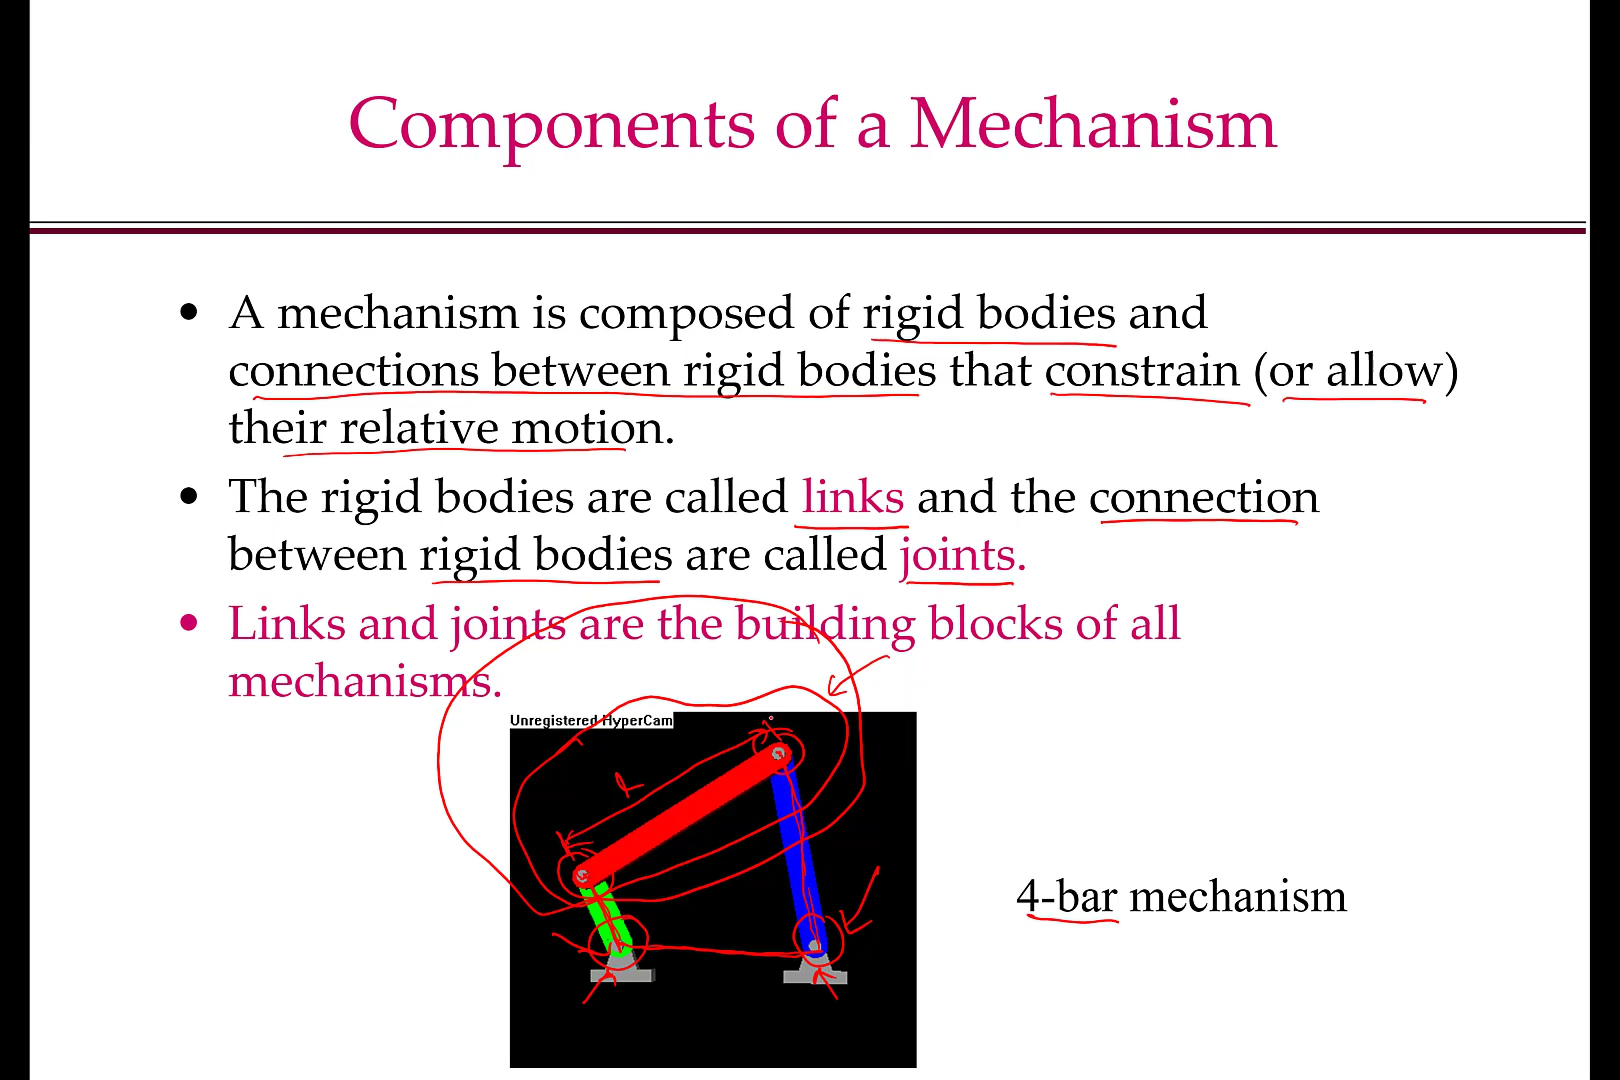 Components of a Mechanism
• A mechanism is composed of rigid bodies and
connections between rigid bodies that constrain (or allow)
their relative motion.
• The rigid bodies are called links and the connection
between rigid bodies are called joints.
• Links and joints are the building blocks of all
mechanisms.
Unregistered HyperCam
4-bar mechanism